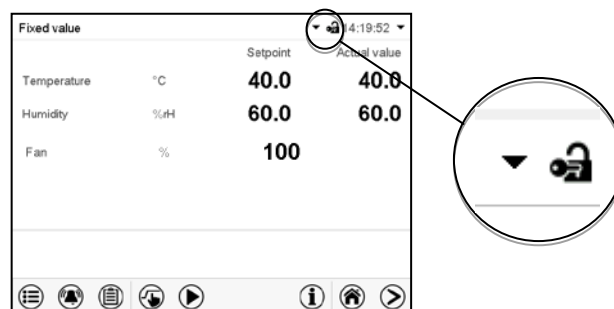 Fixed value 14:19:52
Setpoint Actual value
Temperature °C 40.0 40.0
Humidity %rH 60.0 60.0
Fan % 100